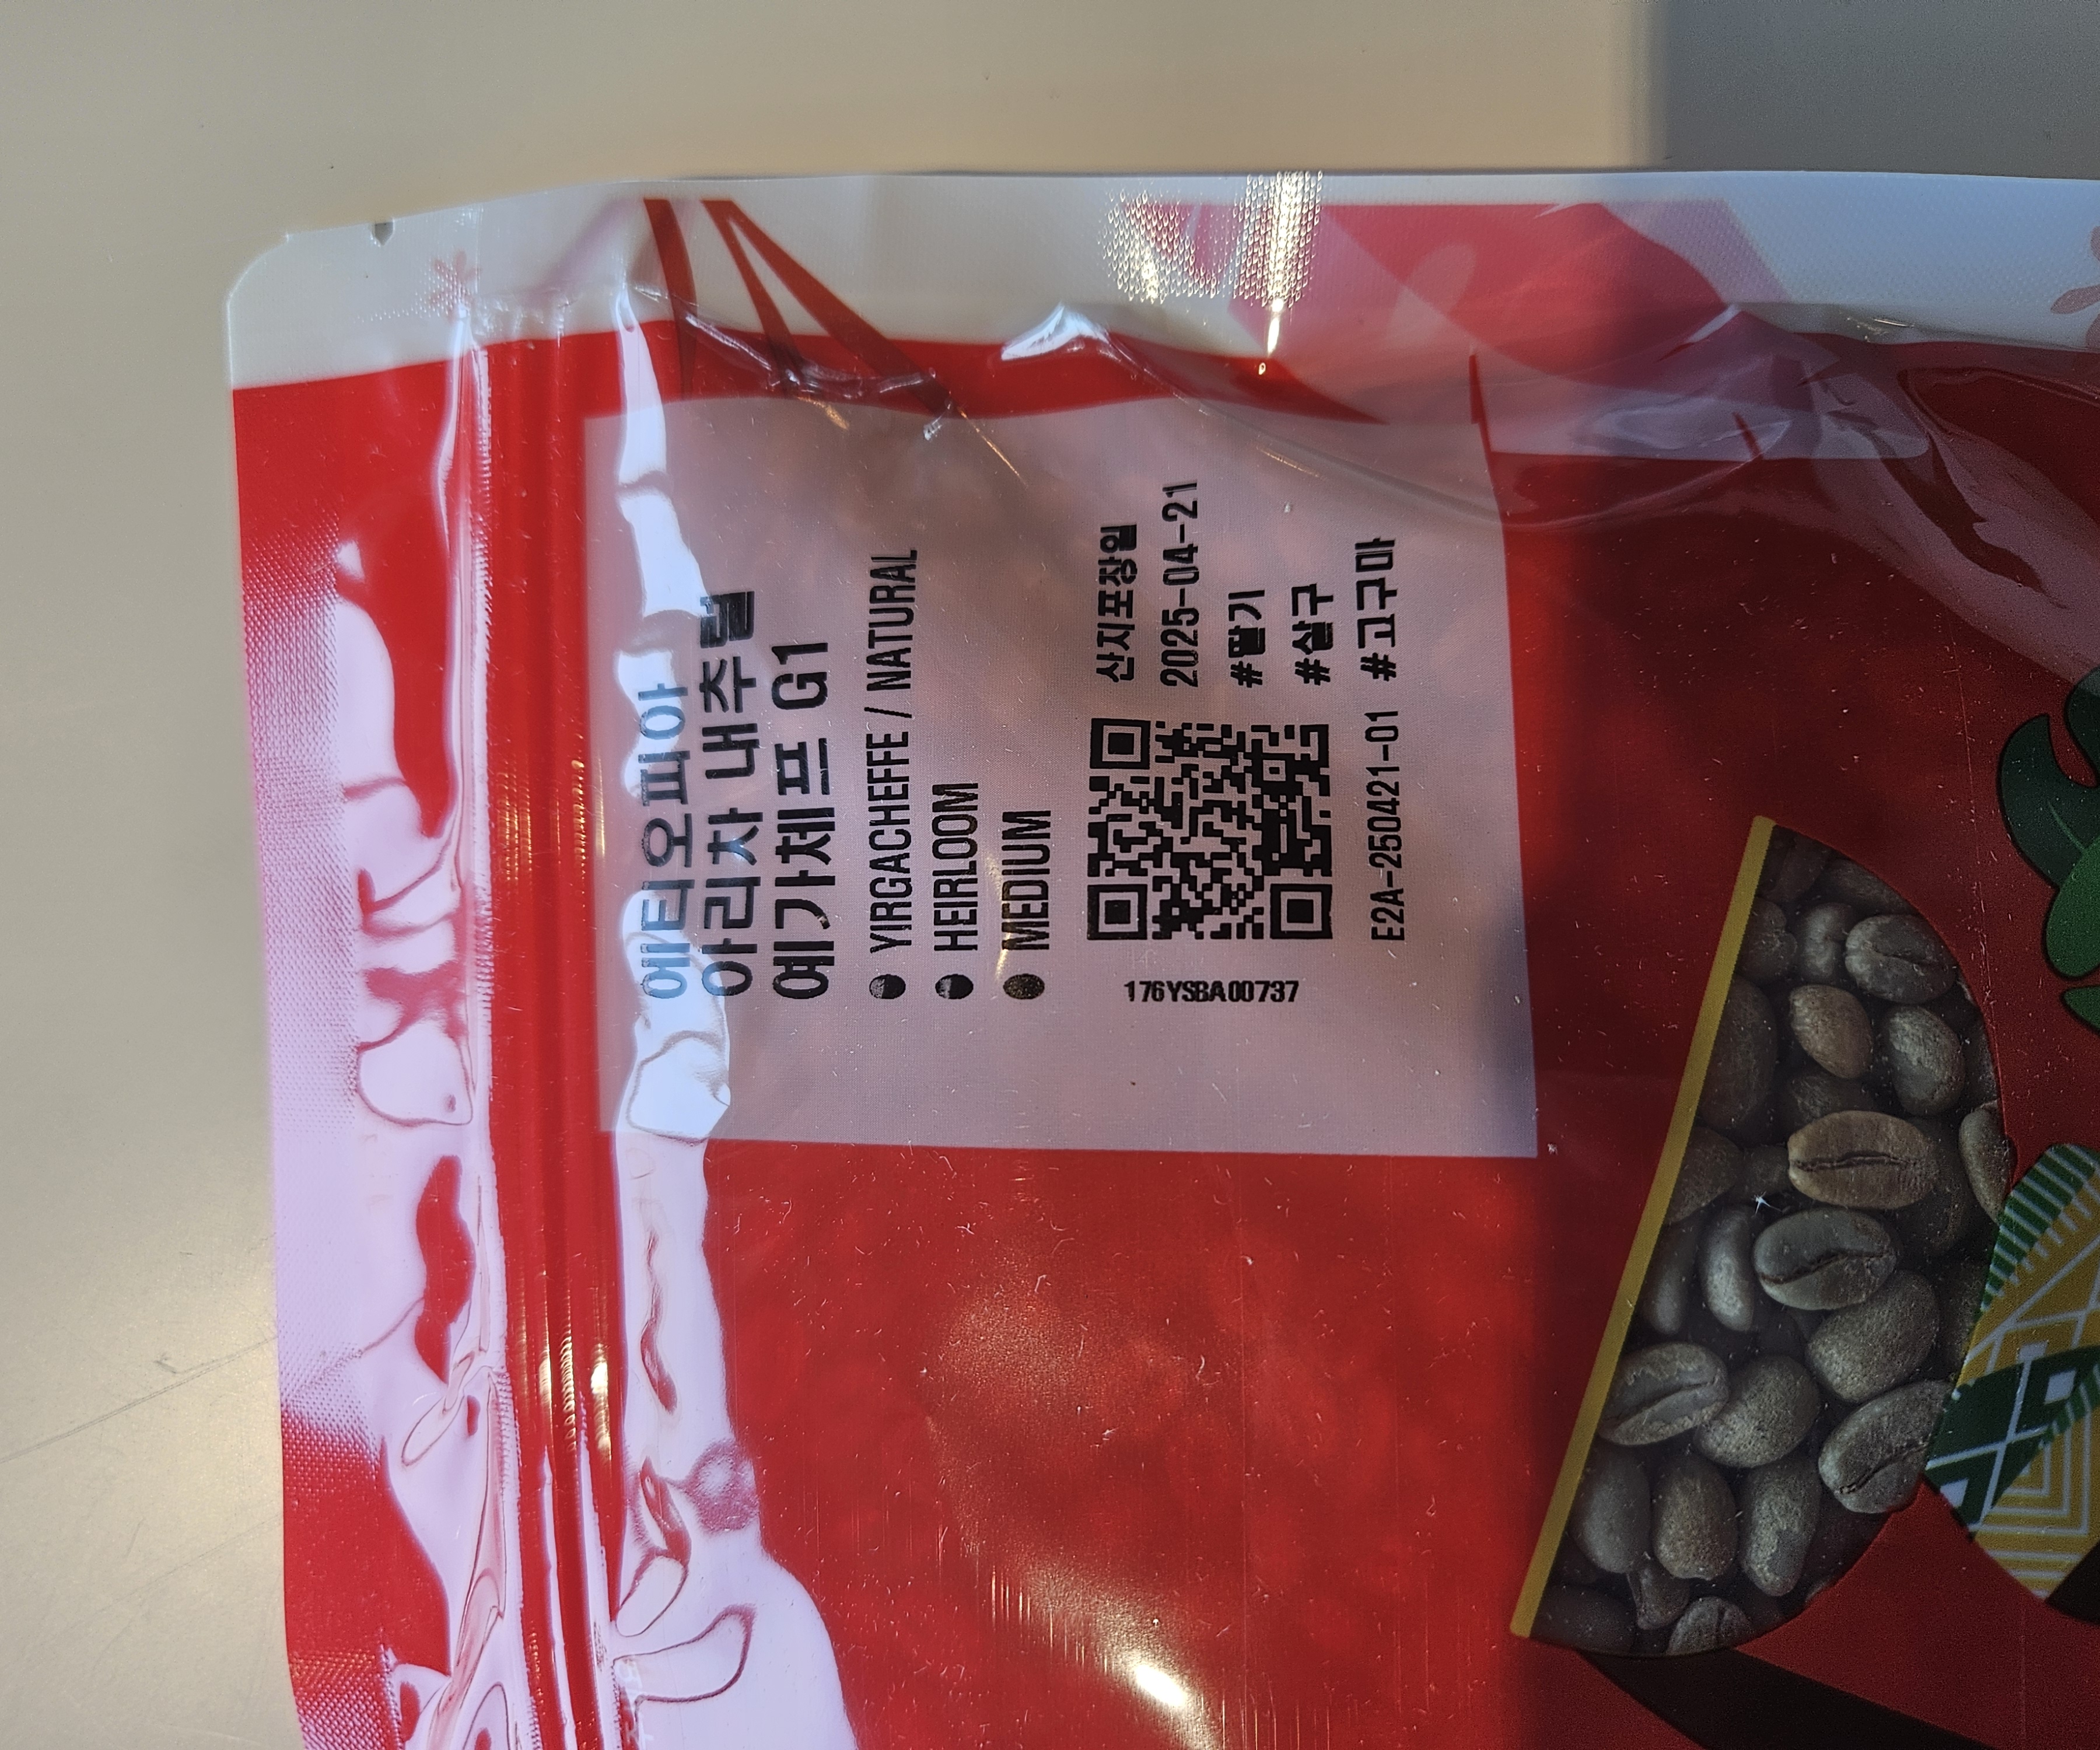 에티오피아
아리차 내추럴
예가체프 G1
YIRGACHEFFE / NATURAL
HEIRLOOM
MEDIUM
산지포장일
2025-04-21
#딸기
#살구
#고구마
E2A-250421-01
176YSBA00737